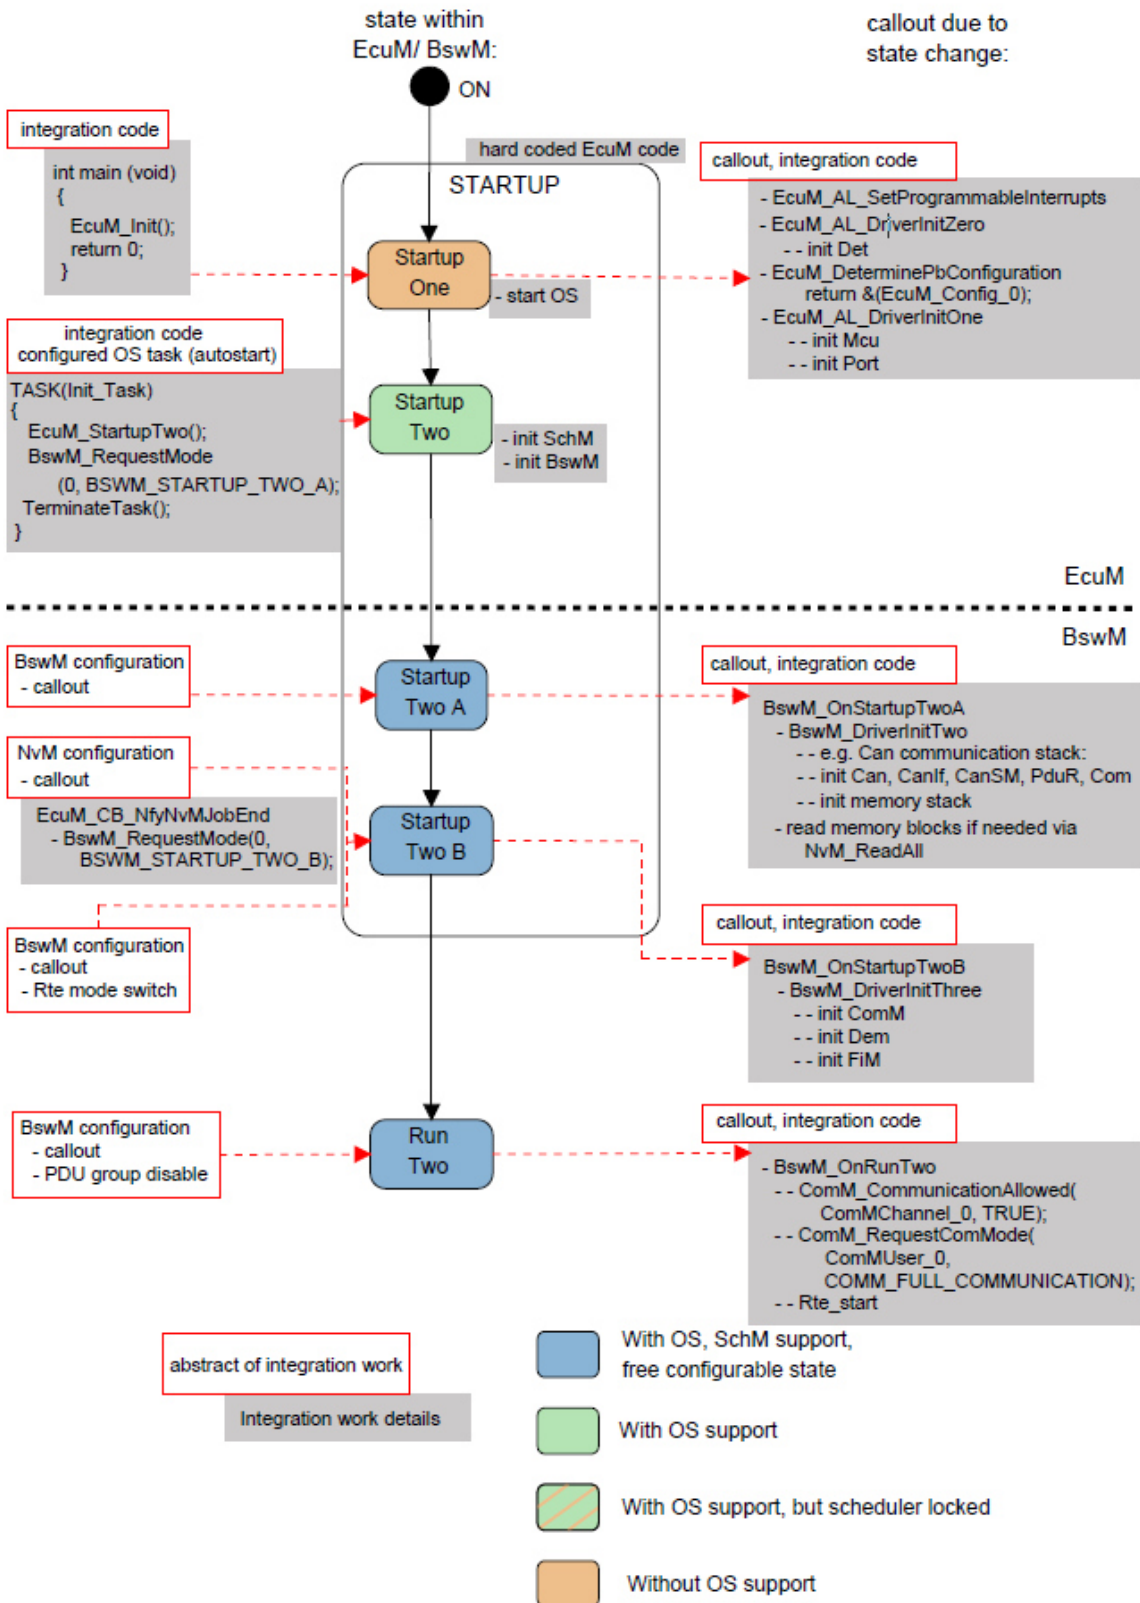 state within
EcuM/ BswM:
callout due to
state change:
ON
integration code
int main (void)
{
EcuM_Init();
return 0;
}
hard coded EcuM code
STARTUP
callout, integration code
- EcuM_AL_SetProgrammableInterrupts
- EcuM_AL_DriverInitZero
- - init Det
- EcuM_DeterminePbConfiguration
return &(EcuM_Config_0);
- EcuM_AL_DriverInitOne
- - init Mcu
- - init Port
Startup
One
- start OS
integration code
configured OS task (autostart)
TASK(Init_Task)
{
EcuM_StartupTwo();
BswM_RequestMode
(0, BSWM_STARTUP_TWO_A);
TerminateTask();
}
Startup
Two
- init SchM
- init BswM
EcuM
BswM
BswM configuration
- callout
Startup
Two A
callout, integration code
BswM_OnStartupTwoA
- BswM_DriverInitTwo
- - e.g. Can communication stack:
- - init Can, CanIf, CanSM, PduR, Com
- - init memory stack
- read memory blocks if needed via
NvM_ReadAll
NvM configuration
- callout
EcuM_CB_NfyNvMJobEnd
- BswM_RequestMode(0,
BSWM_STARTUP_TWO_B);
Startup
Two B
BswM configuration
- callout
- Rte mode switch
callout, integration code
BswM_OnStartupTwoB
- BswM_DriverInitThree
- - init ComM
- - init Dem
- - init FiM
BswM configuration
- callout
- PDU group disable
Run
Two
callout, integration code
- BswM_OnRunTwo
- - ComM_CommunicationAllowed(
ComMChannel_0, TRUE);
- - ComM_RequestComMode(
ComMUser_0,
COMM_FULL_COMMUNICATION);
- - Rte_start
abstract of integration work
Integration work details
With OS, SchM support,
free configurable state
With OS support
With OS support, but scheduler locked
Without OS support